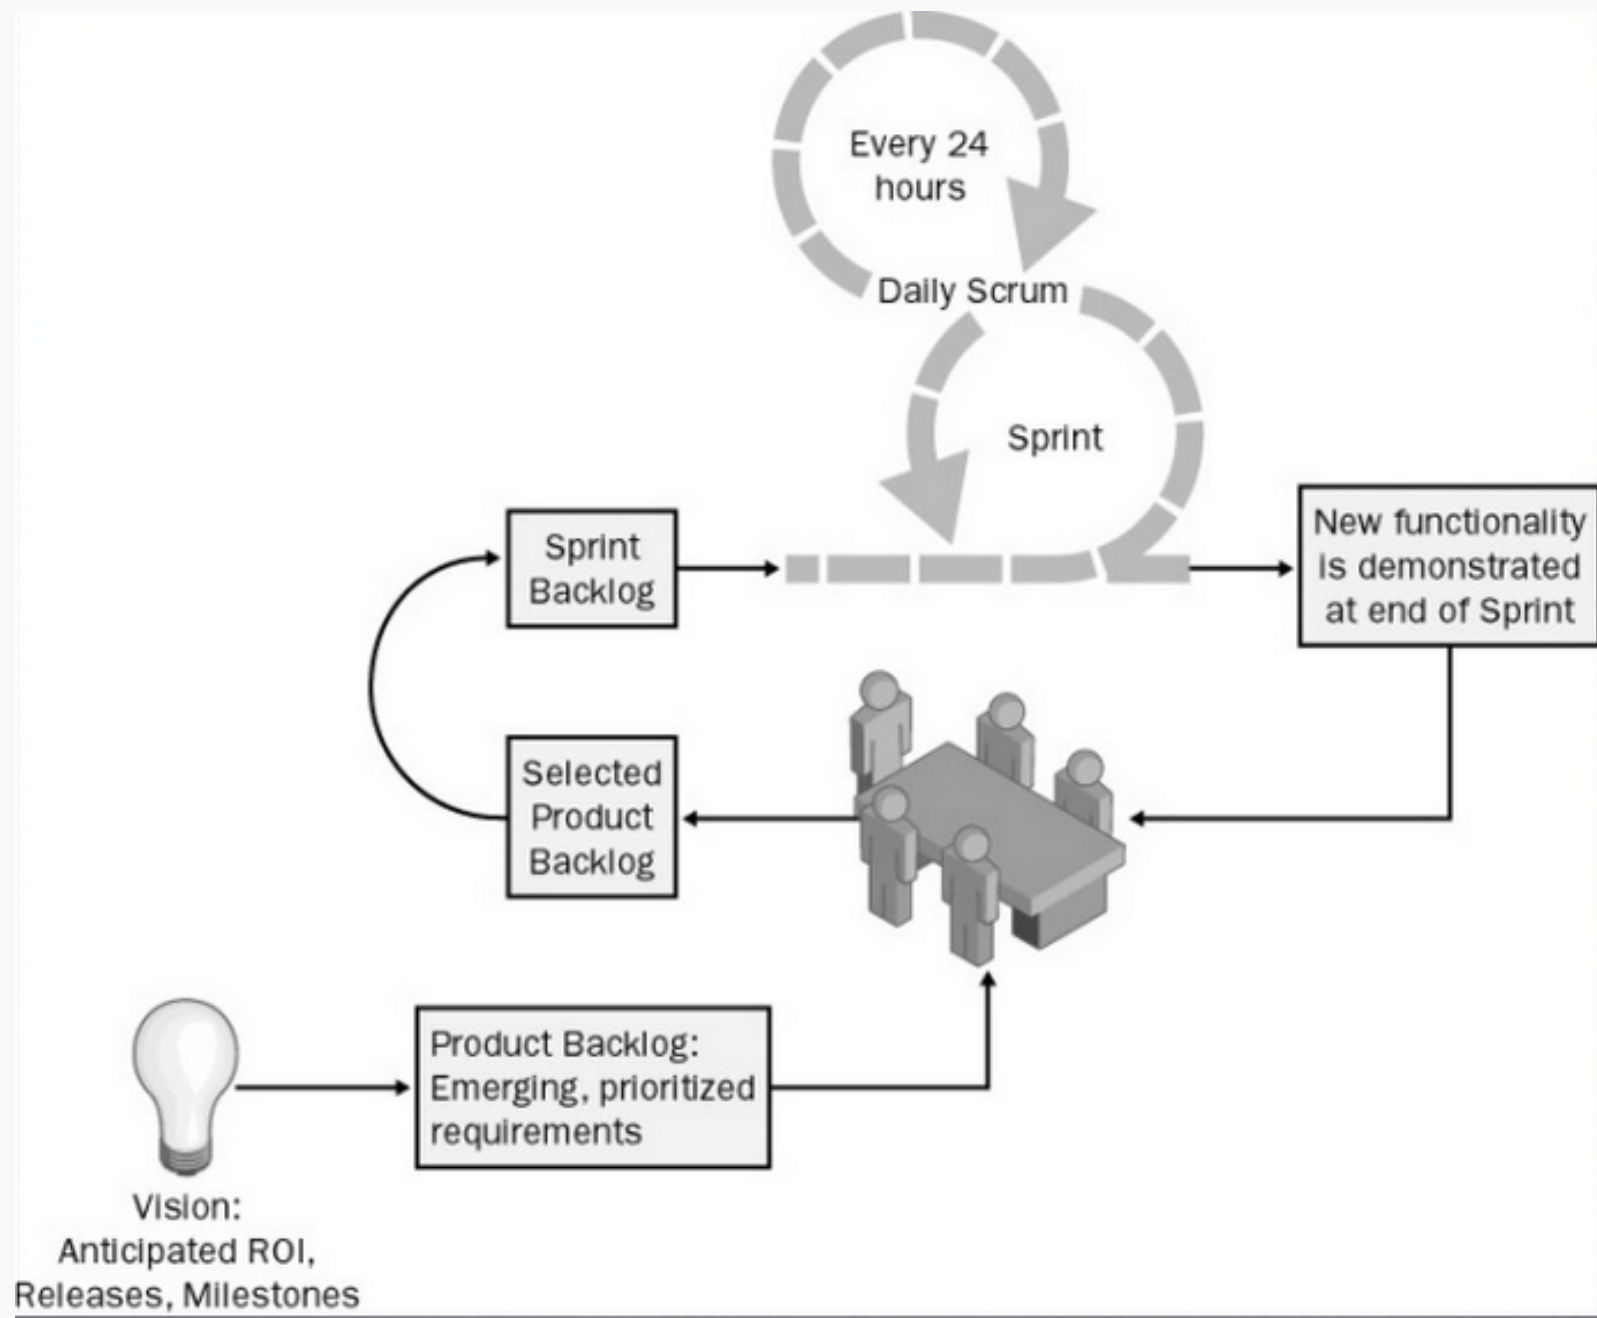 Every 24
hours
Daily Scrum
Sprint
Sprint
Backlog
New functionality
is demonstrated
at end of Sprint
Selected
Product
Backlog
Product Backlog:
Emerging, prioritized
requirements
Vision:
Anticipated ROI,
Releases, Milestones